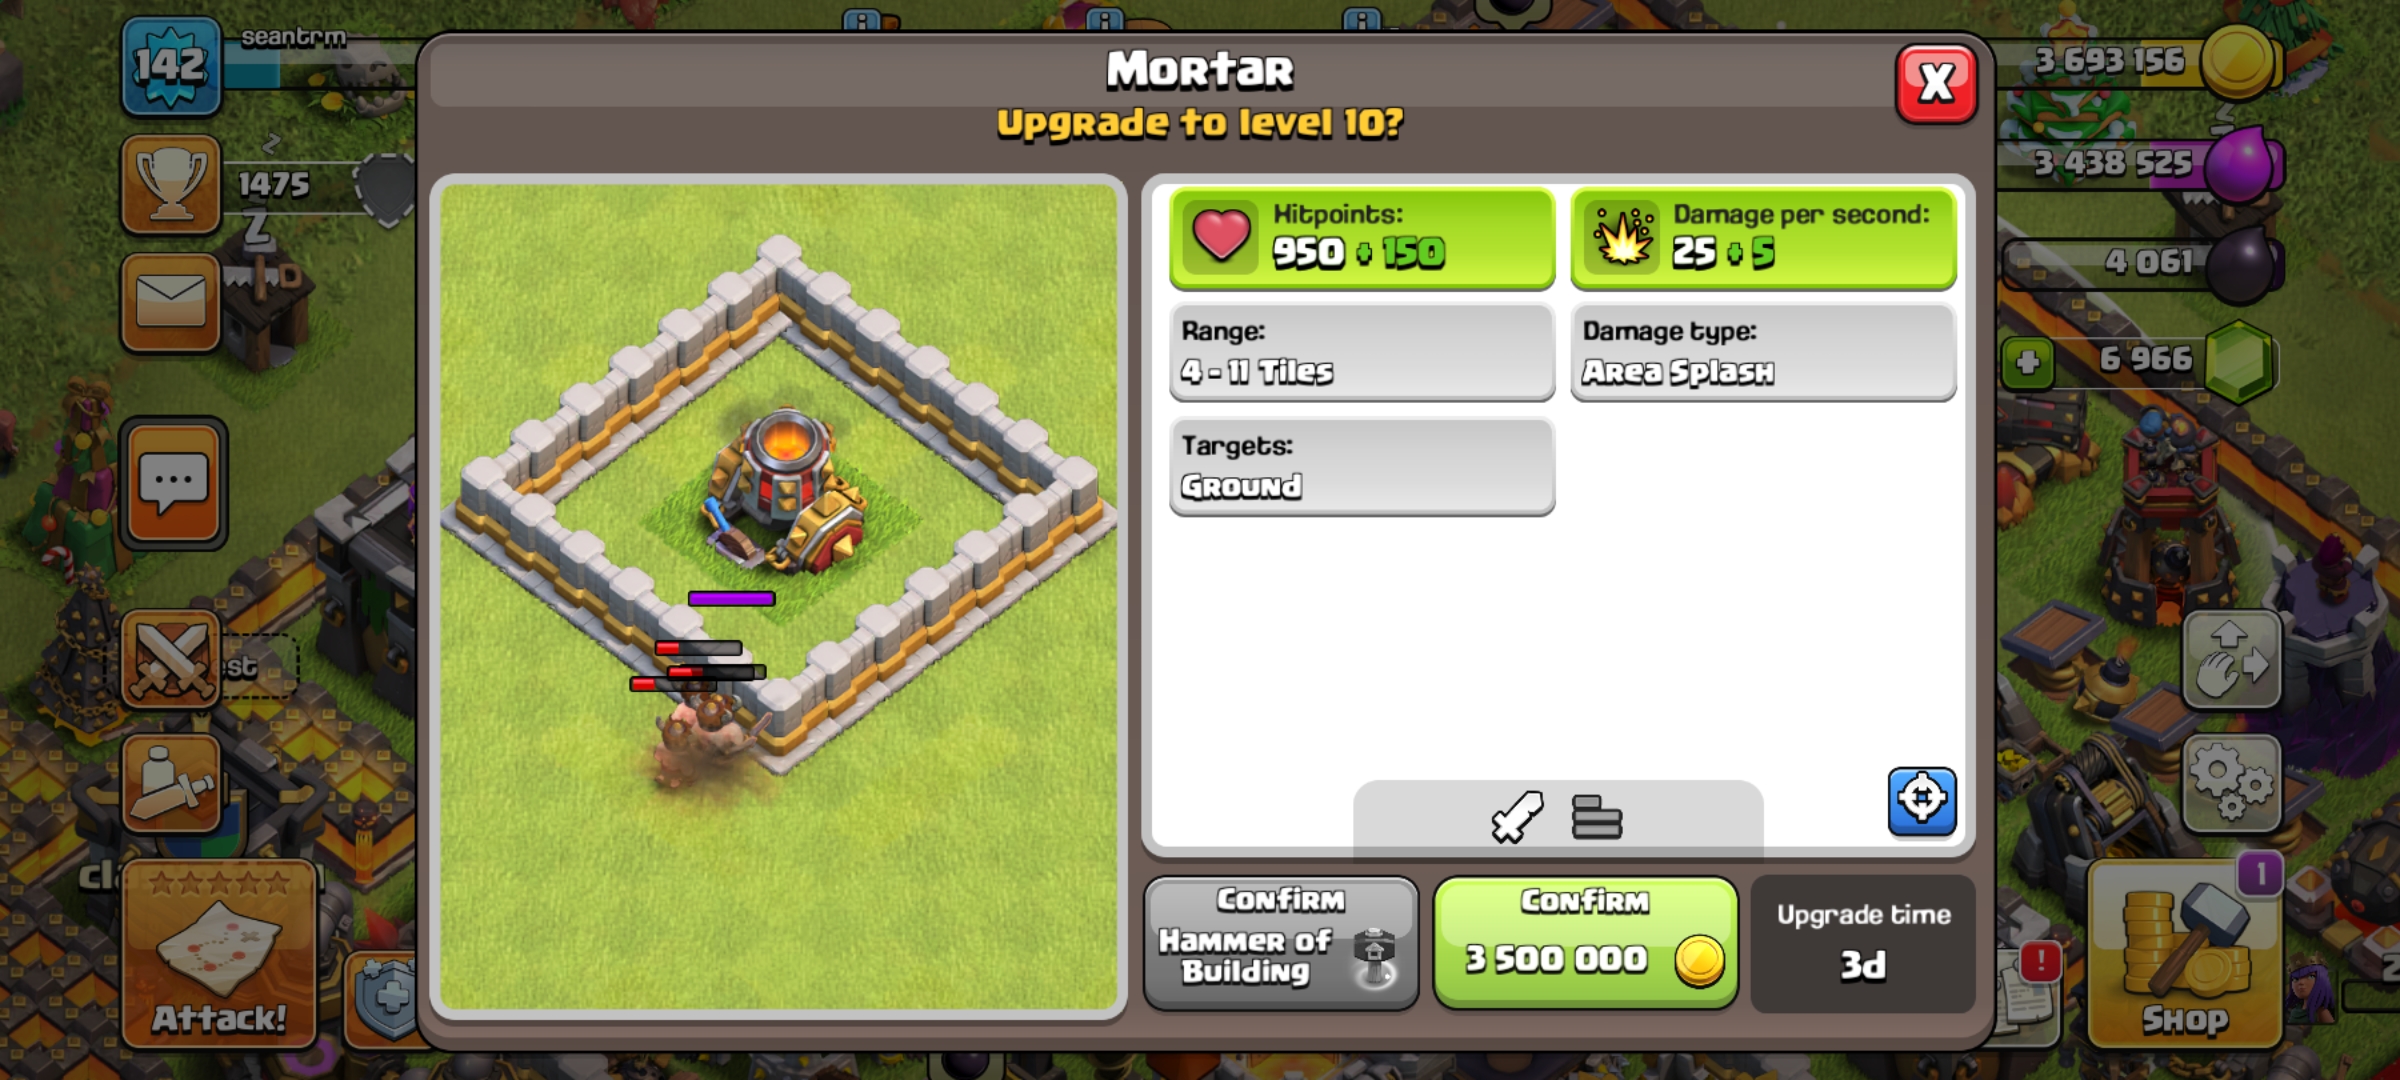 142
seantrm
Mortar
3 693 156
Upgrade to level 10?
3 438 525
1475
Hitpoints:
950 + 150
Damage per second:
25 + 5
4 061
Range:
4 - 11 Tiles
Damage type:
Area Splash
6 966
Targets:
Ground
est
1
Confirm
Hammer of
Building
Confirm
3 500 000
Upgrade time
3d
!
Attack!
Shop